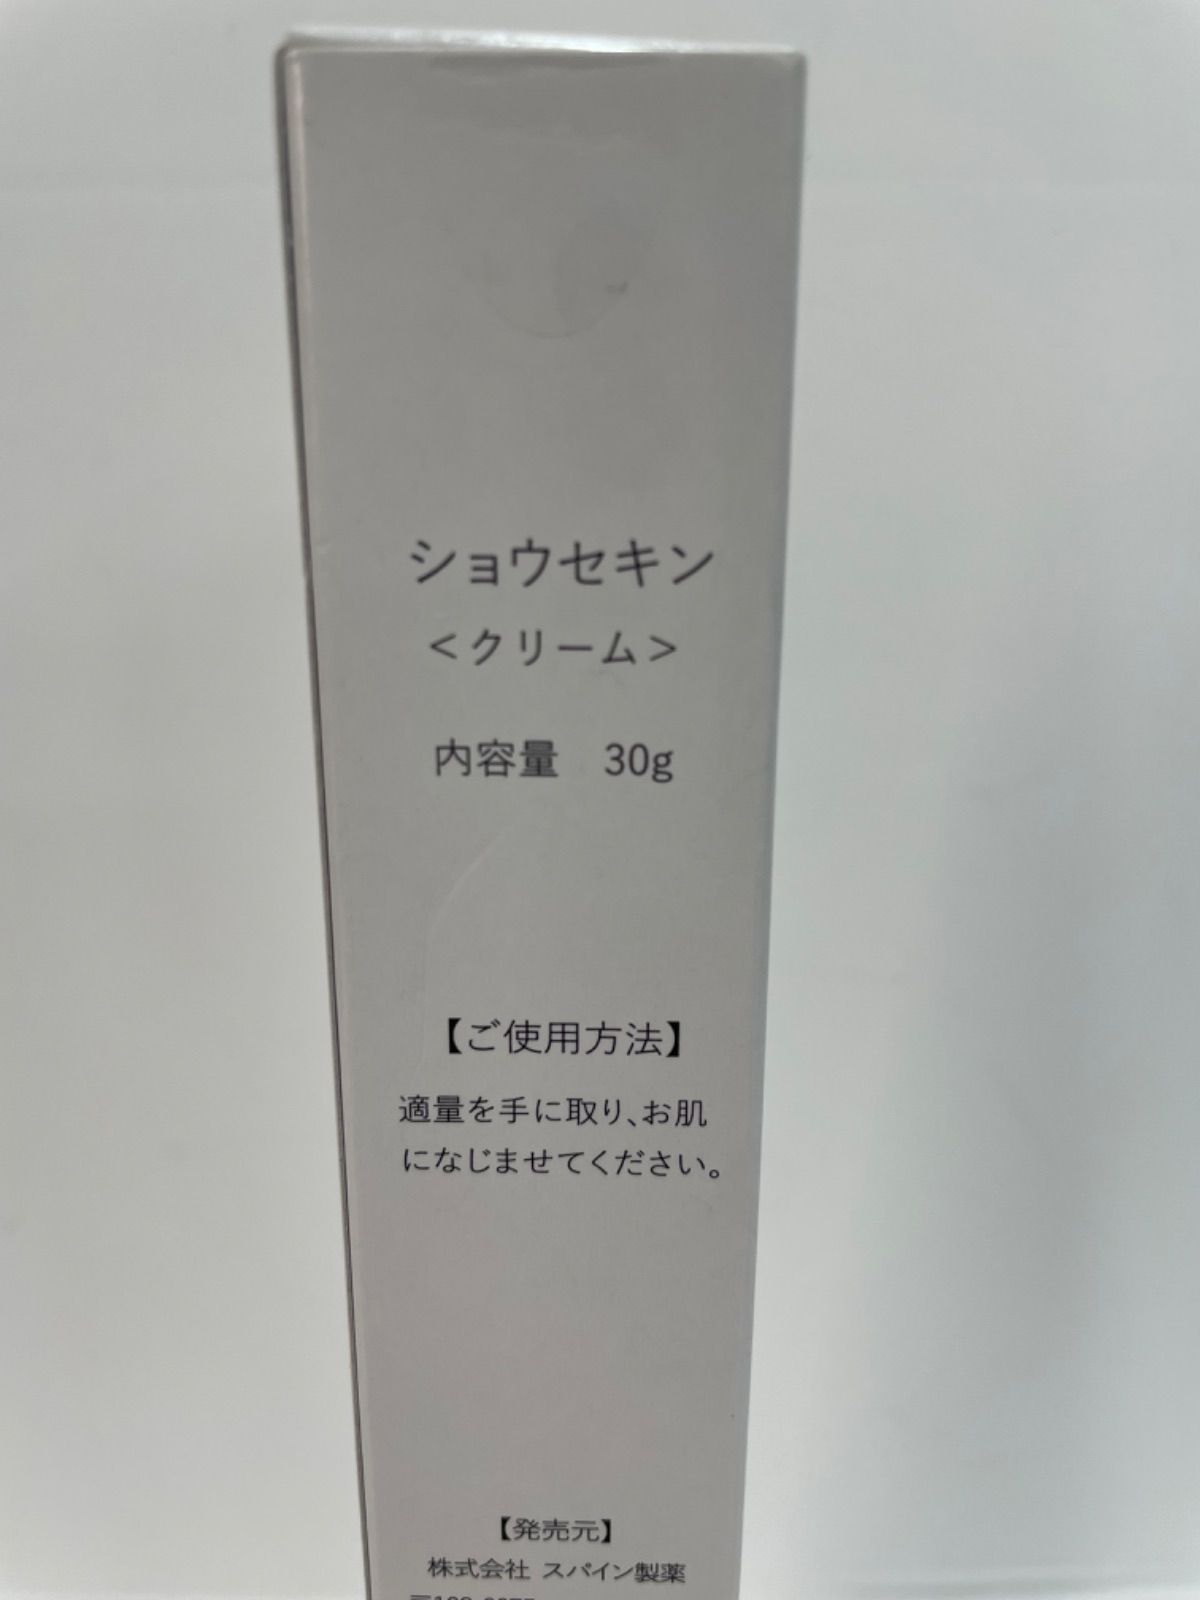 ショウセキン
<クリーム>
内容量　30g
【ご使用方法】
適量を手に取り、お肌
になじませてください。
【発売元】
株式会社 スパイン製薬